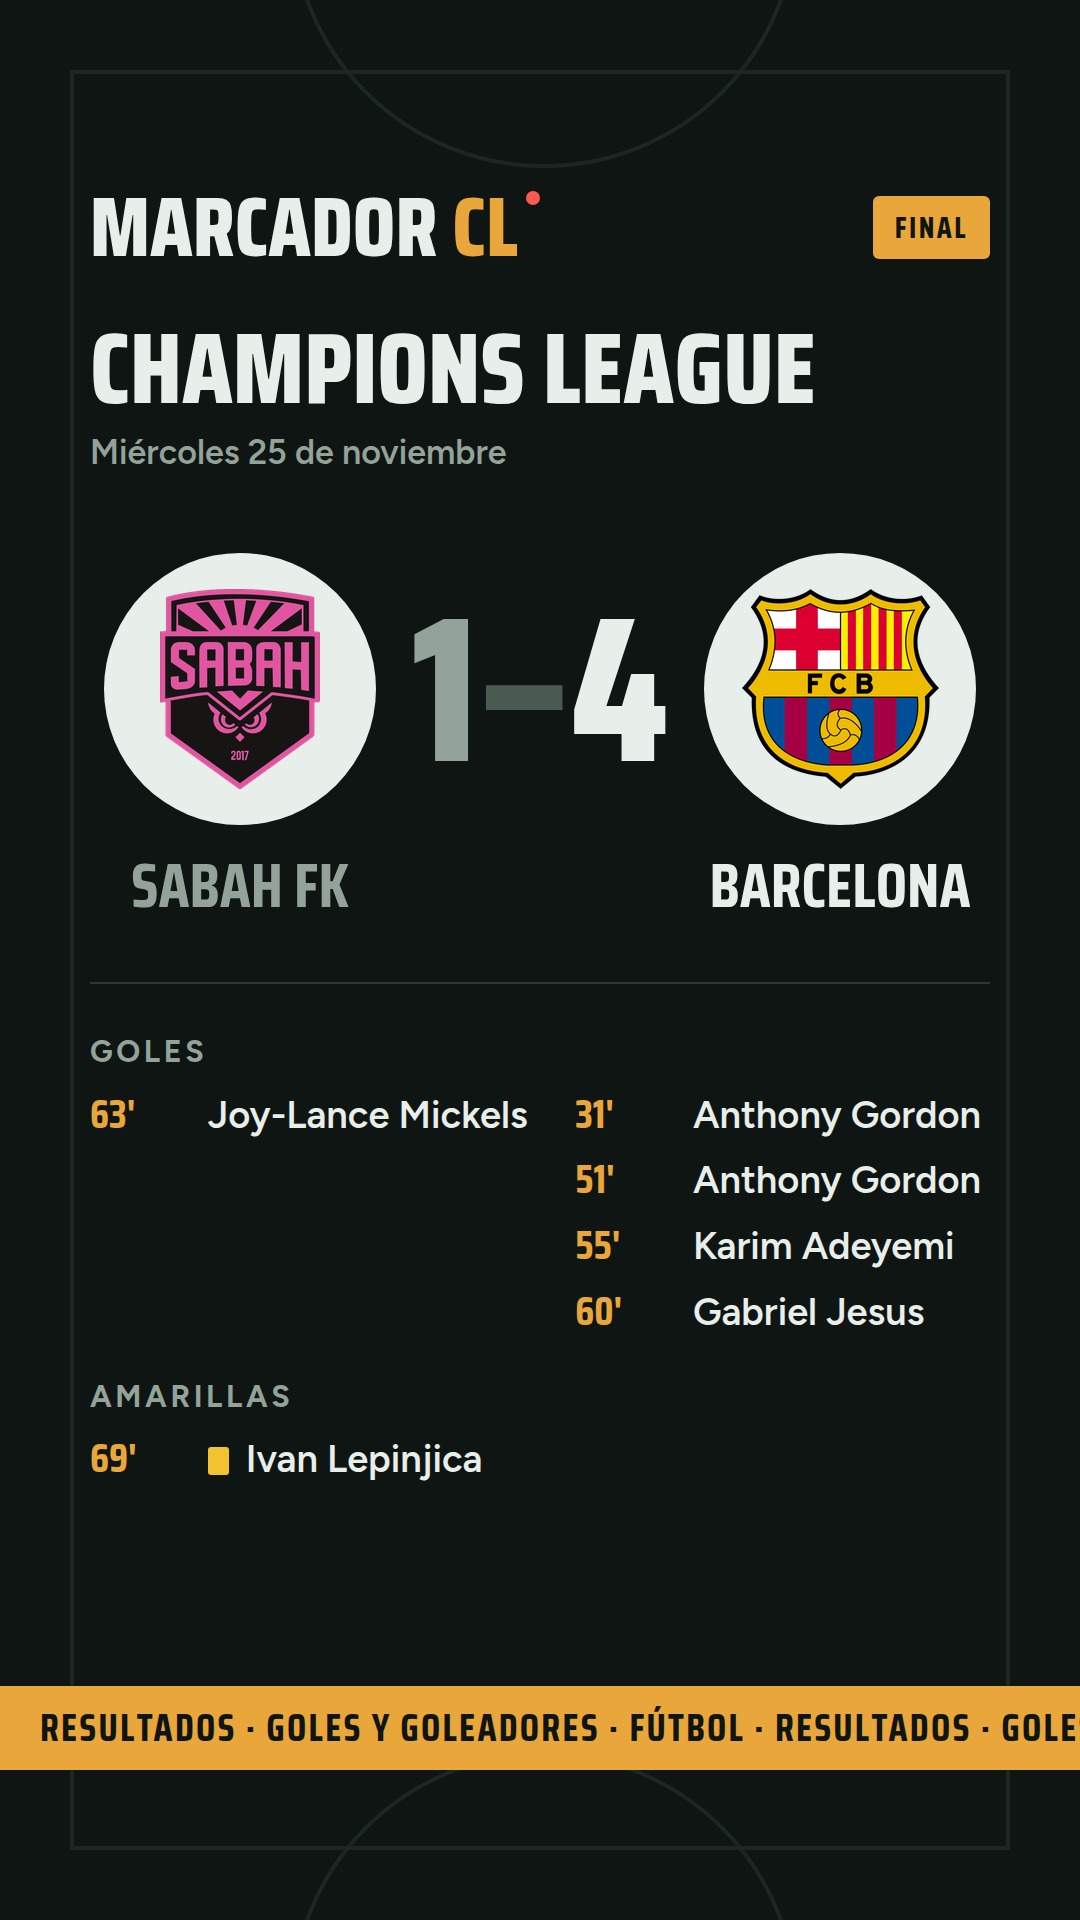 MARCADOR CL
FINAL
CHAMPIONS LEAGUE
Miércoles 25 de noviembre
SABAH
2017
1–4
FCB
SABAH FK
BARCELONA
GOLES
63' Joy-Lance Mickels
31' Anthony Gordon
51' Anthony Gordon
55' Karim Adeyemi
60' Gabriel Jesus
AMARILLAS
69' Ivan Lepinjica
RESULTADOS · GOLES Y GOLEADORES · FÚTBOL · RESULTADOS · GOLES